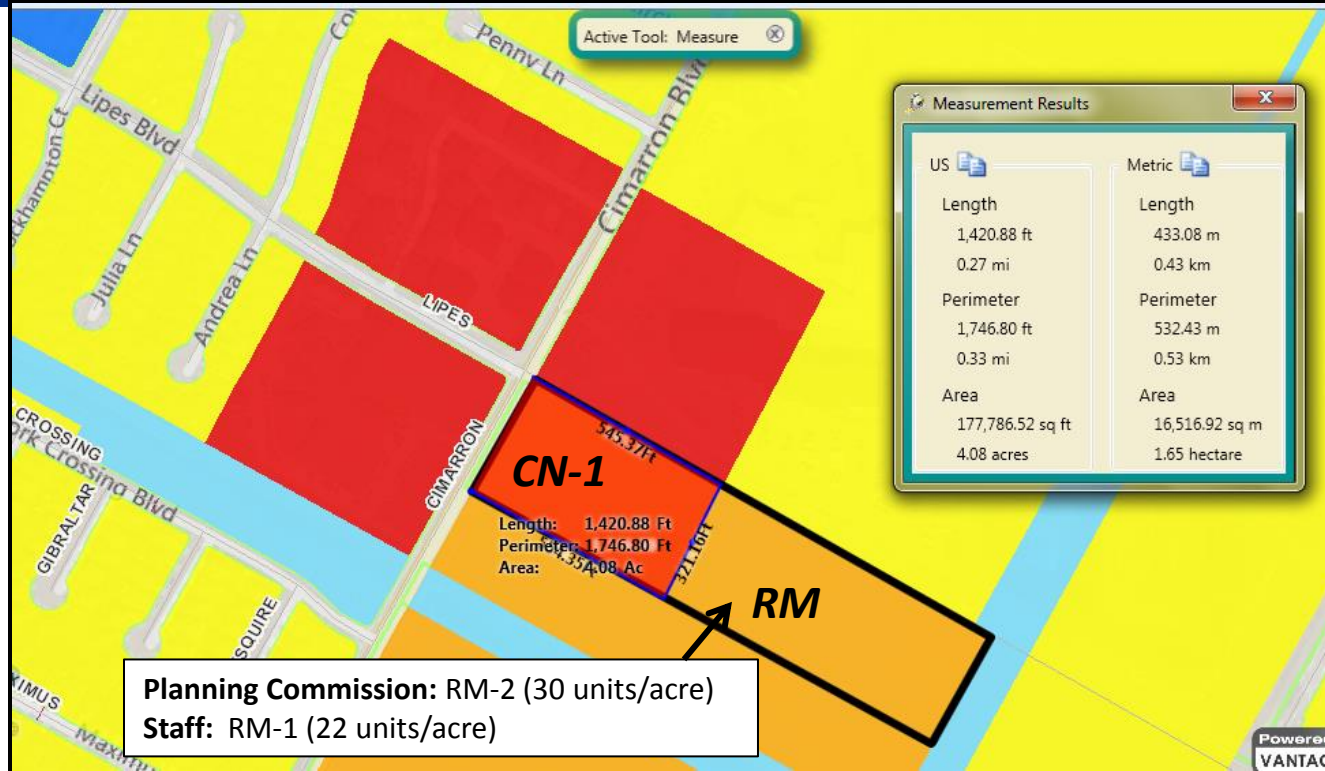 Active Tool: Measure
Penny Ln
Cimarron Blvd
Lipes Blvd
Julia Ln
Andrea Ln
LIPES
CIMARRON
CROSSING
Crossing Blvd
GIBRALTAR
Measurement Results
US
Length
1,420.88 ft
0.27 mi
Perimeter
1,746.80 ft
0.33 mi
Area
177,786.52 sq ft
4.08 acres
Metric
Length
433.08 m
0.43 km
Perimeter
532.43 m
0.53 km
Area
16,516.92 sq m
1.65 hectare
545.37Ft
CN-1
Length: 1,420.88 Ft
Perimeter: 1,746.80 Ft
Area: 4.08 Ac
321.16Ft
RM
Planning Commission: RM-2 (30 units/acre)
Staff: RM-1 (22 units/acre)
Powered